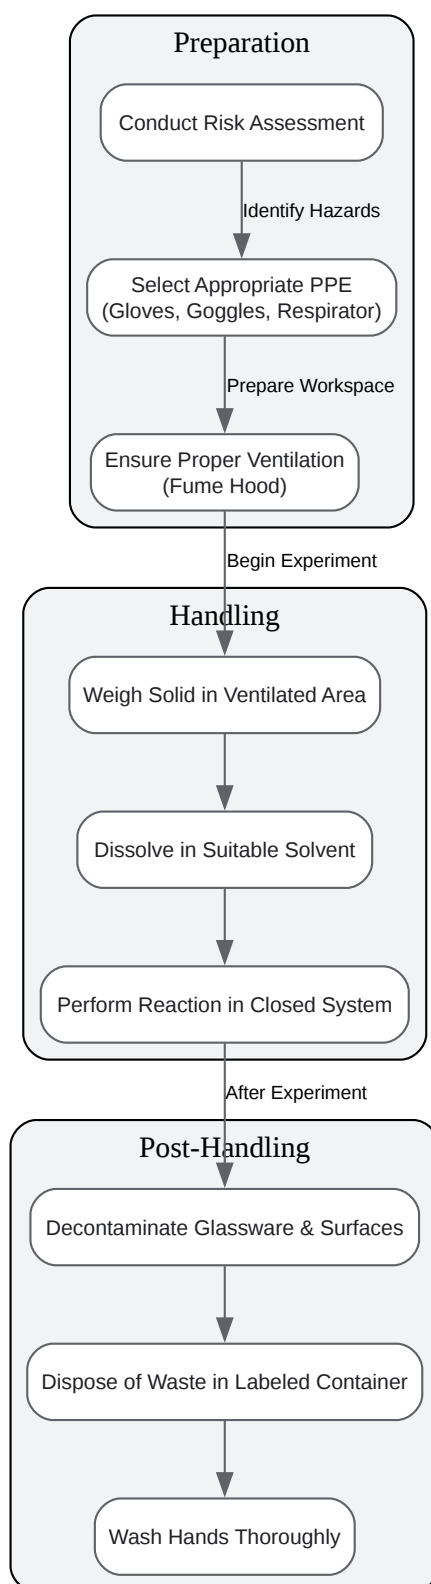 Preparation
Conduct Risk Assessment
Identify Hazards
Select Appropriate PPE
(Gloves, Goggles, Respirator)
Prepare Workspace
Ensure Proper Ventilation
(Fume Hood)
Begin Experiment
Handling
Weigh Solid in Ventilated Area
Dissolve in Suitable Solvent
Perform Reaction in Closed System
After Experiment
Post-Handling
Decontaminate Glassware & Surfaces
Dispose of Waste in Labeled Container
Wash Hands Thoroughly